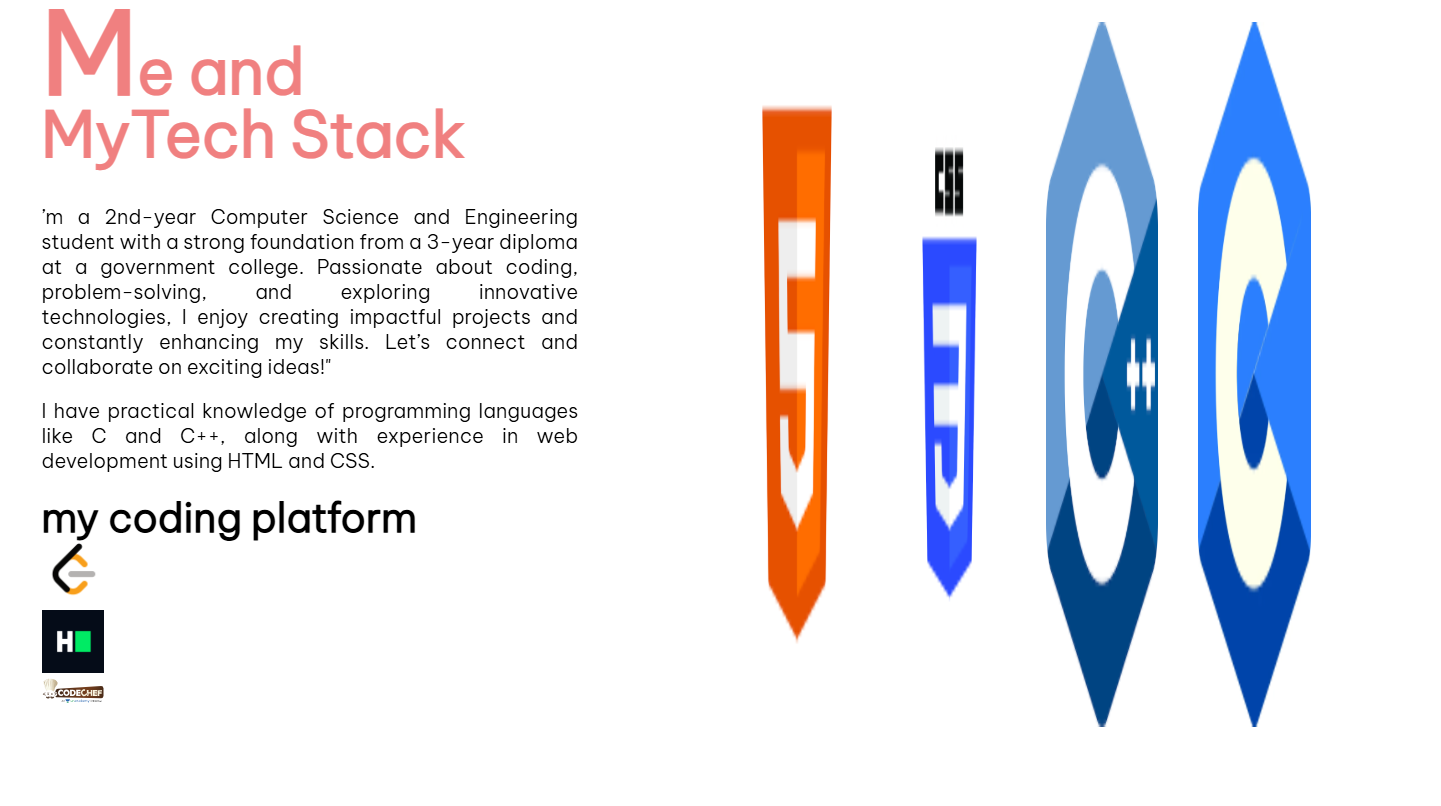 Me and
MyTech Stack
'm a 2nd-year Computer Science and Engineering
student with a strong foundation from a 3-year diploma
at a government college. Passionate about coding,
problem-solving, and exploring innovative
technologies, I enjoy creating impactful projects and
constantly enhancing my skills. Let's connect and
collaborate on exciting ideas!"
I have practical knowledge of programming languages
like C and C++, along with experience in web
development using HTML and CSS.
my coding platform
H
CODECHEF
5
CSS
3
C++
C